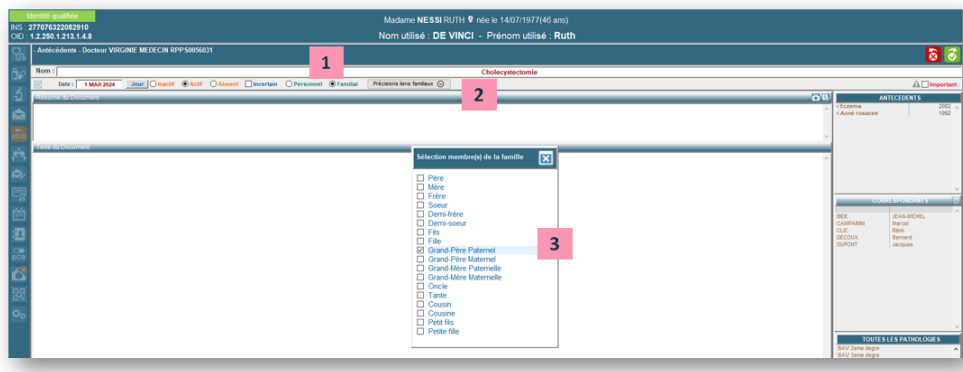 Identité qualifiée
INS : 277076322082910
OID : 1.2.250.1.213.1.4.8
Madame NESSI RUTH née le 14/07/1977(46 ans)
Nom utilisé : DE VINCI - Prénom utilisé : Ruth
- Antécédents - Docteur VIRGINIE MEDECIN RPPS0056031
1
Nom : Cholecystectomie
Date : 1 MAR 2024 Jour Inactif Actif Absent Incertain Personnel Familial Précisions liens familiaux
2
Important
Résumé du Document
Texte du Document
Sélection membre(s) de la famille
Père
Mère
Frère
Soeur
Demi-frère
Demi-soeur
Fils
Fille
Grand-Père Paternel
Grand-Père Maternel
Grand-Mère Paternelle
Grand-Mère Maternelle
Oncle
Tante
Cousin
Cousine
Petit fils
Petite fille
3
ANTECEDENTS
Eczema 2002
Acné rosacée 1992
CORRESPONDANTS
BIDE JEAN-MICHEL
CAMPARINI Marcel
CLIC Rémi
DECOUX Bernard
DUPONT Jacques
TOUTES LES PATHOLOGIES
BAV 2eme degre
BAV 3eme degre
BCB